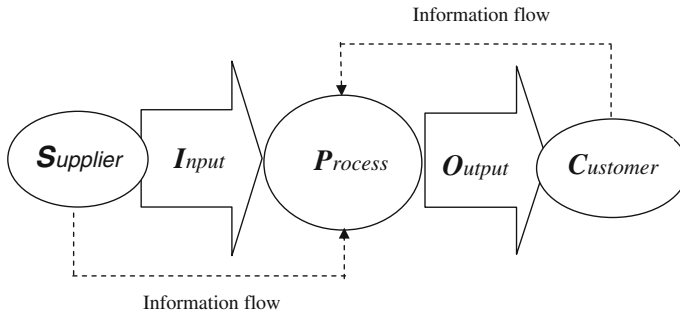 Information flow
Supplier
Input
Process
Output
Customer
Information flow